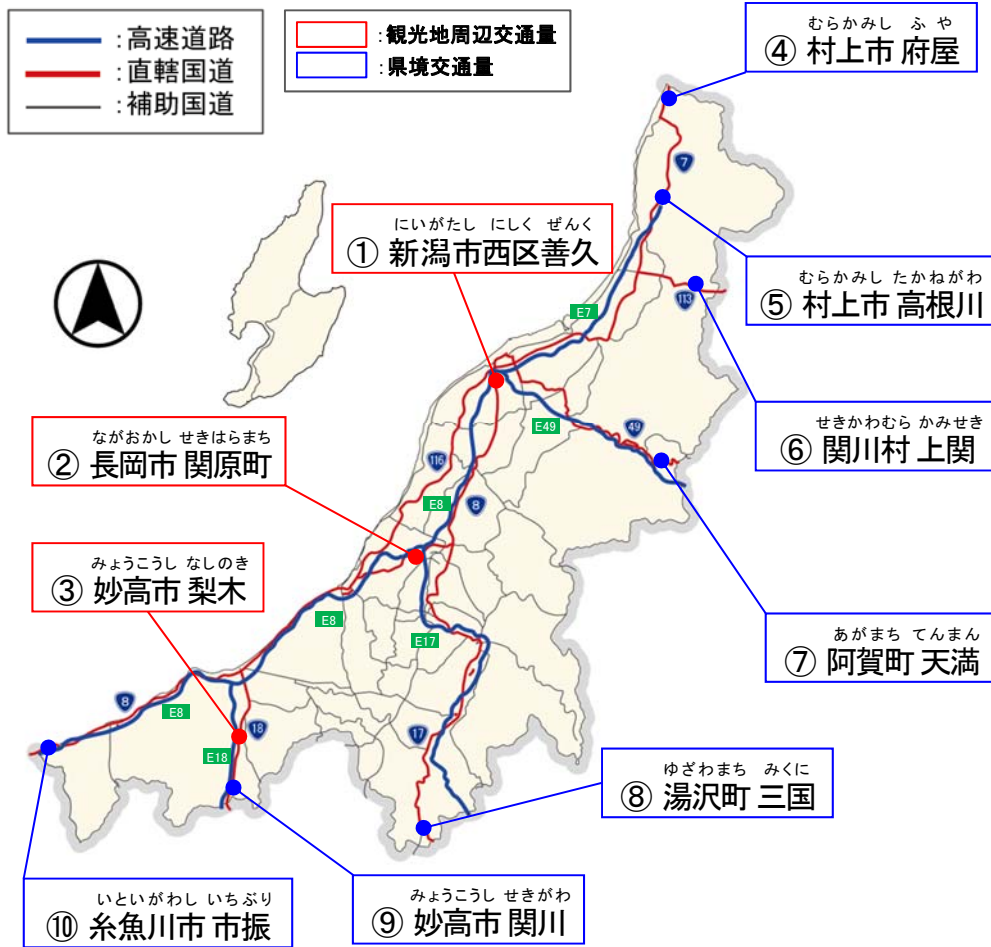 ：高速道路
：直轄国道
：補助国道
：観光地周辺交通量
：県境交通量
むらかみし ふ や
④ 村上市 府屋
7
にいがたし にしく ぜんく
① 新潟市西区善久
むらかみし たかねがわ
⑤ 村上市 高根川
113
E7
せきかわむら かみせき
⑥ 関川村 上関
ながおかし せきはらまち
② 長岡市 関原町
E49
49
116
E8
8
みょうこうし なしのき
③ 妙高市 梨木
E8
E17
あがまち てんまん
⑦ 阿賀町 天満
8
E8
18
E18
17
ゆざわまち みくに
⑧ 湯沢町 三国
いといがわし いちぶり
⑩ 糸魚川市 市振
みょうこうし せきがわ
⑨ 妙高市 関川